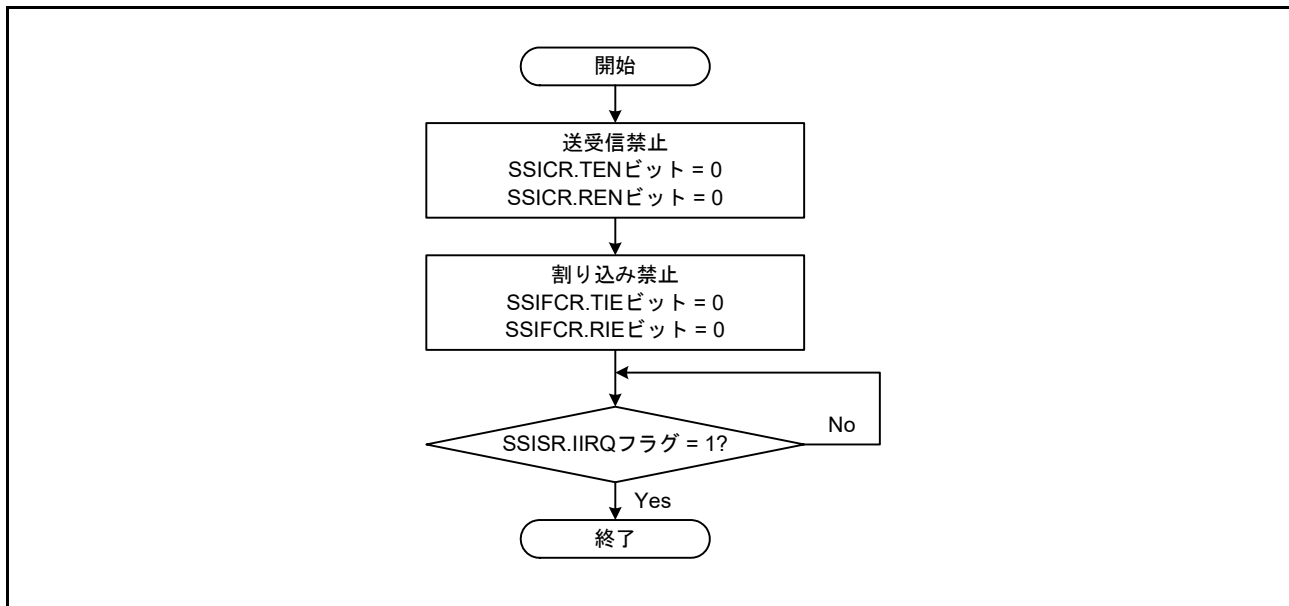 開始
送受信禁止
SSICR.TENビット = 0
SSICR.RENビット = 0
割り込み禁止
SSIFCR.TIEビット = 0
SSIFCR.RIEビット = 0
SSISR.IIRQフラグ = 1?
No
Yes
終了